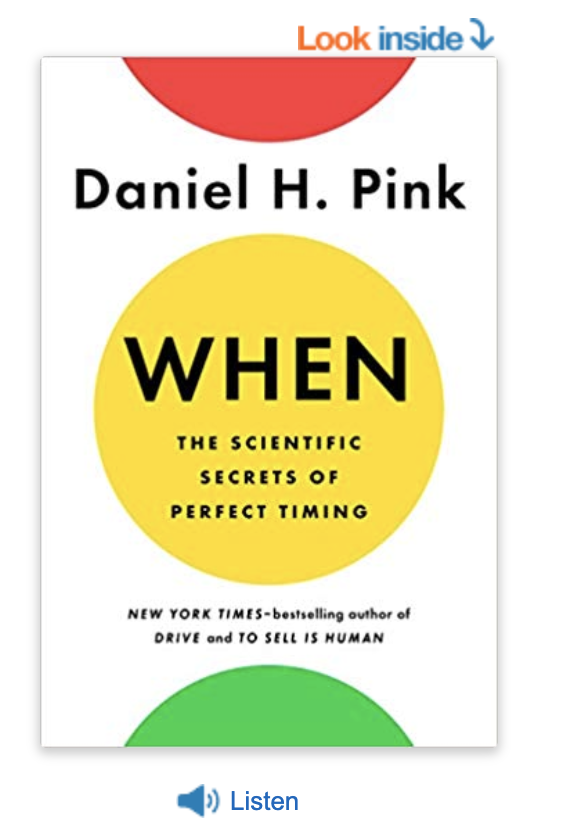 Look inside
Daniel H. Pink
WHEN
THE SCIENTIFIC
SECRETS OF
PERFECT TIMING
NEW YORK TIMES-bestselling author of
DRIVE and TO SELL IS HUMAN
Listen